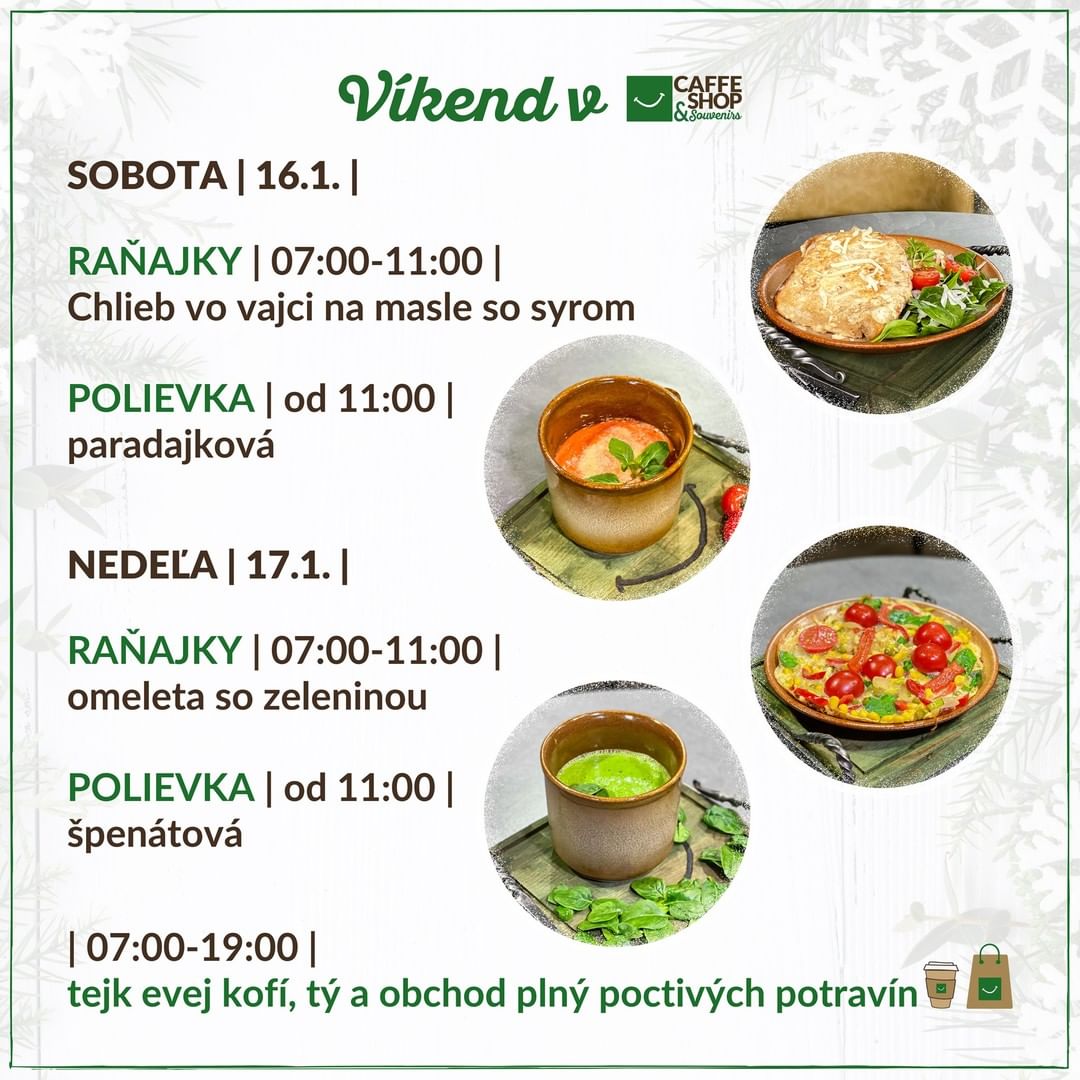 Víkend v
CAFFE
SHOP
&Souvenirs
SOBOTA | 16.1. |
RAŇAJKY | 07:00-11:00 |
Chlieb vo vajci na masle so syrom
POLIEVKA | od 11:00 |
paradajková
NEDEĽA | 17.1. |
RAŇAJKY | 07:00-11:00 |
omeleta so zeleninou
POLIEVKA | od 11:00 |
špenátová
| 07:00-19:00 |
tejk evej kofí, tý a obchod plný poctivých potravín